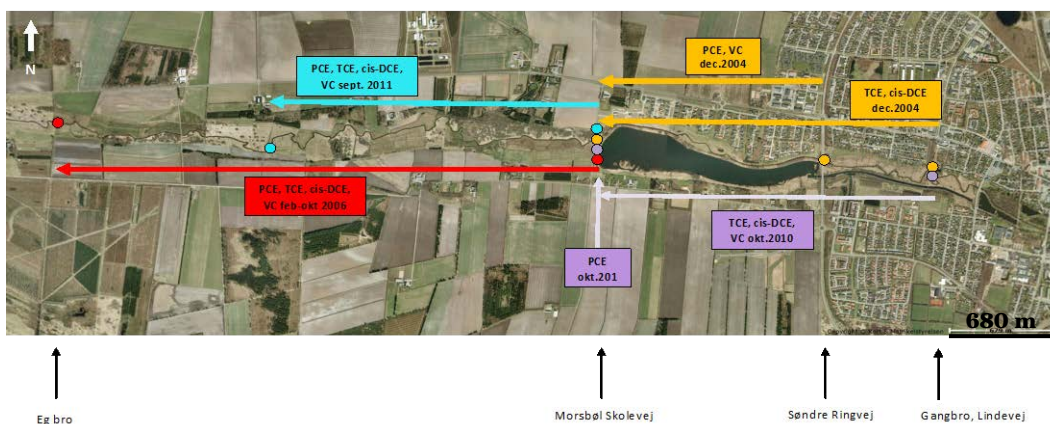 N
PCE, TCE, cis-DCE,
VC sept. 2011
PCE, VC
dec.2004
TCE, cis-DCE
dec.2004
PCE, TCE, cis-DCE,
VC feb-okt 2006
TCE, cis-DCE,
VC okt.2010
PCE
okt.201
680 m
Eg bro
Morsbøl Skolevej
Søndre Ringvej
Gangbro, Lindevej